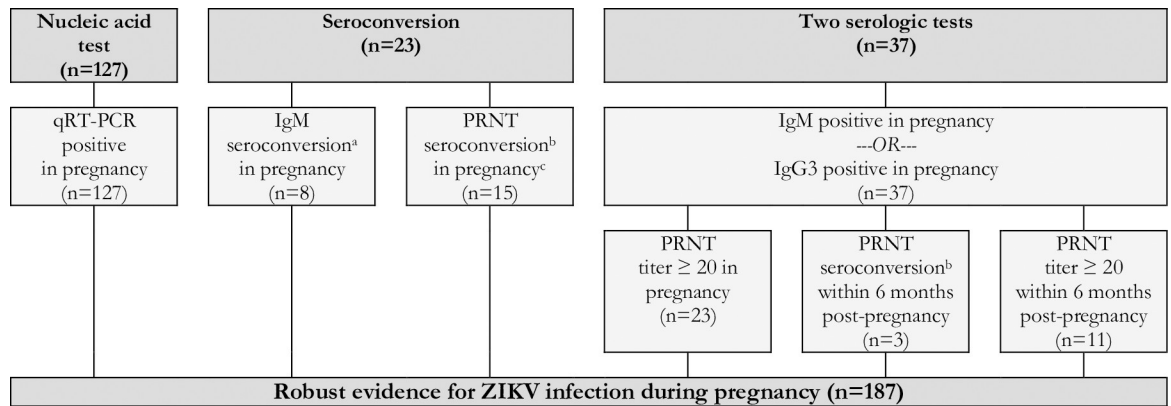 Nucleic acid
test
(n=127)
Seroconversion
(n=23)
Two serologic tests
(n=37)
qRT-PCR
positive
in pregnancy
(n=127)
IgM
seroconversionᵃ
in pregnancy
(n=8)
PRNT
seroconversionᵇ
in pregnancyᶜ
(n=15)
IgM positive in pregnancy
---OR---
IgG3 positive in pregnancy
(n=37)
PRNT
titer ≥ 20 in
pregnancy
(n=23)
PRNT
seroconversionᵇ
within 6 months
post-pregnancy
(n=3)
PRNT
titer ≥ 20
within 6 months
post-pregnancy
(n=11)
Robust evidence for ZIKV infection during pregnancy (n=187)